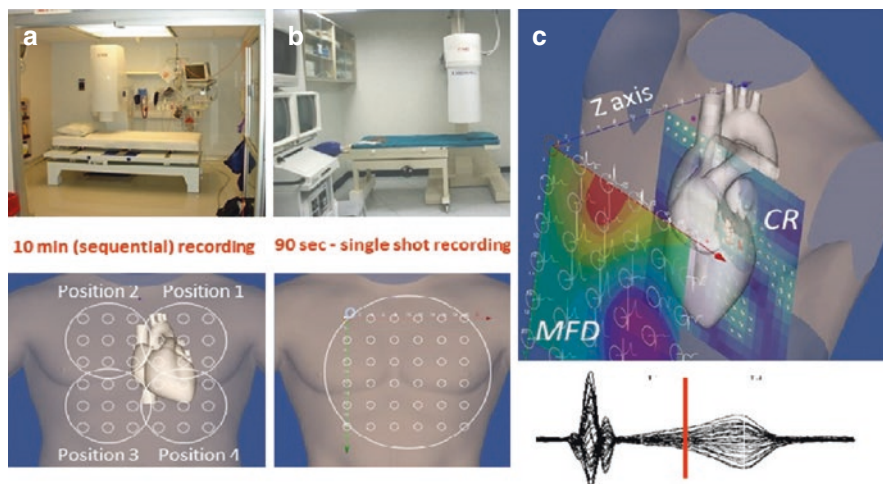 a
10 min (sequential) recording
Position 2
Position 1
Position 3
Position 4
b
90 sec - single shot recording
c
Z axis
CR
MFD